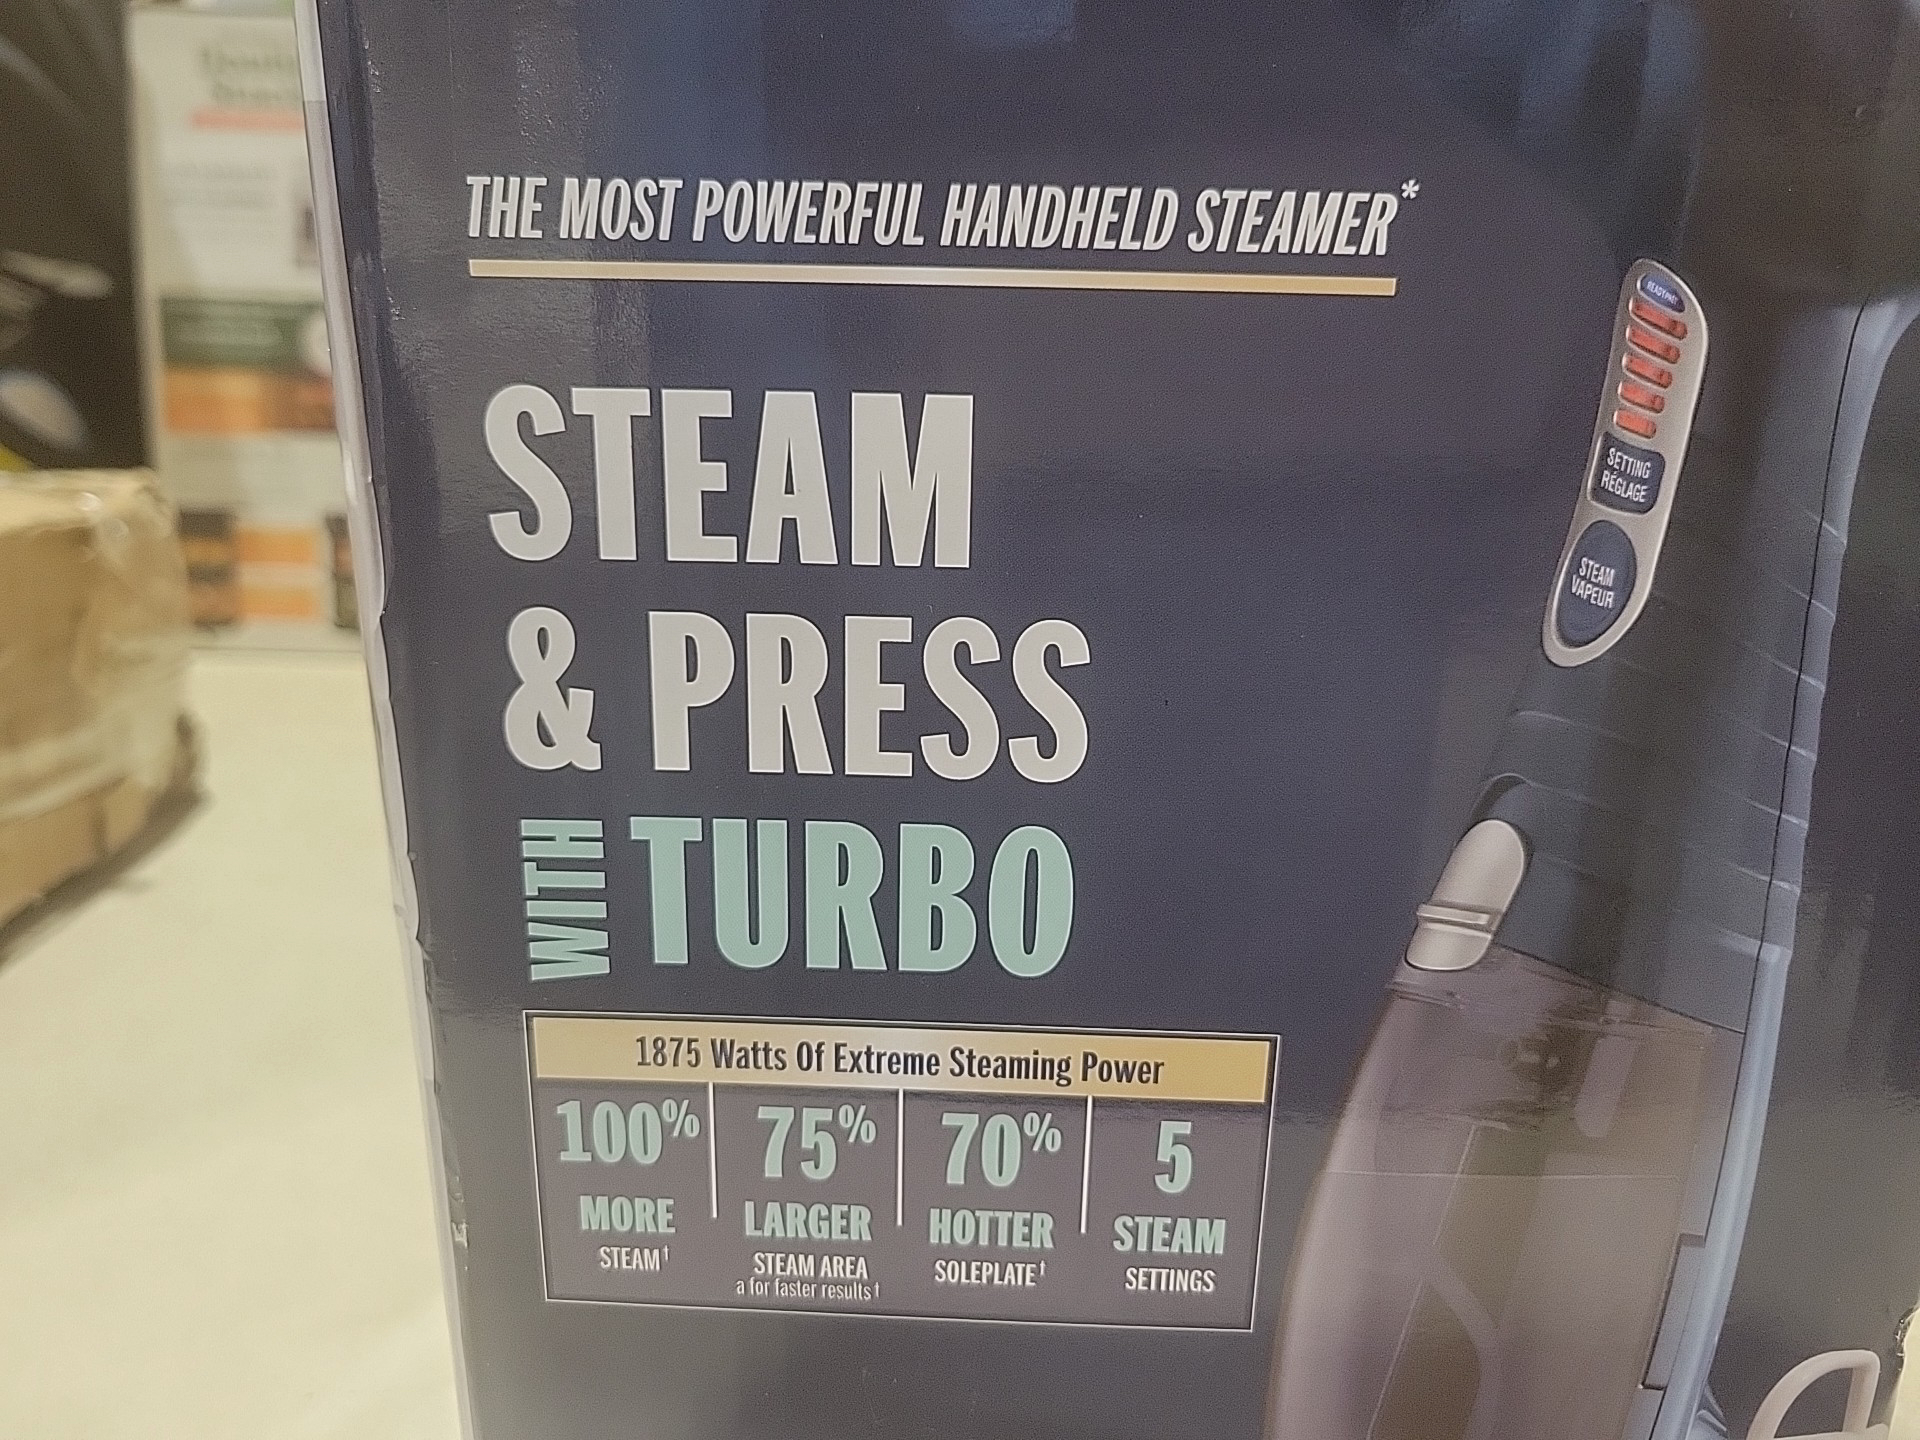 THE MOST POWERFUL HANDHELD STEAMER*
STEAM
& PRESS
WITH TURBO
1875 Watts Of Extreme Steaming Power
100%
MORE
STEAM†
75%
LARGER
STEAM AREA
a for faster results†
70%
HOTTER
SOLEPLATE†
5
STEAM
SETTINGS
SETTING
RÉGLAGE
STEAM
VAPEUR